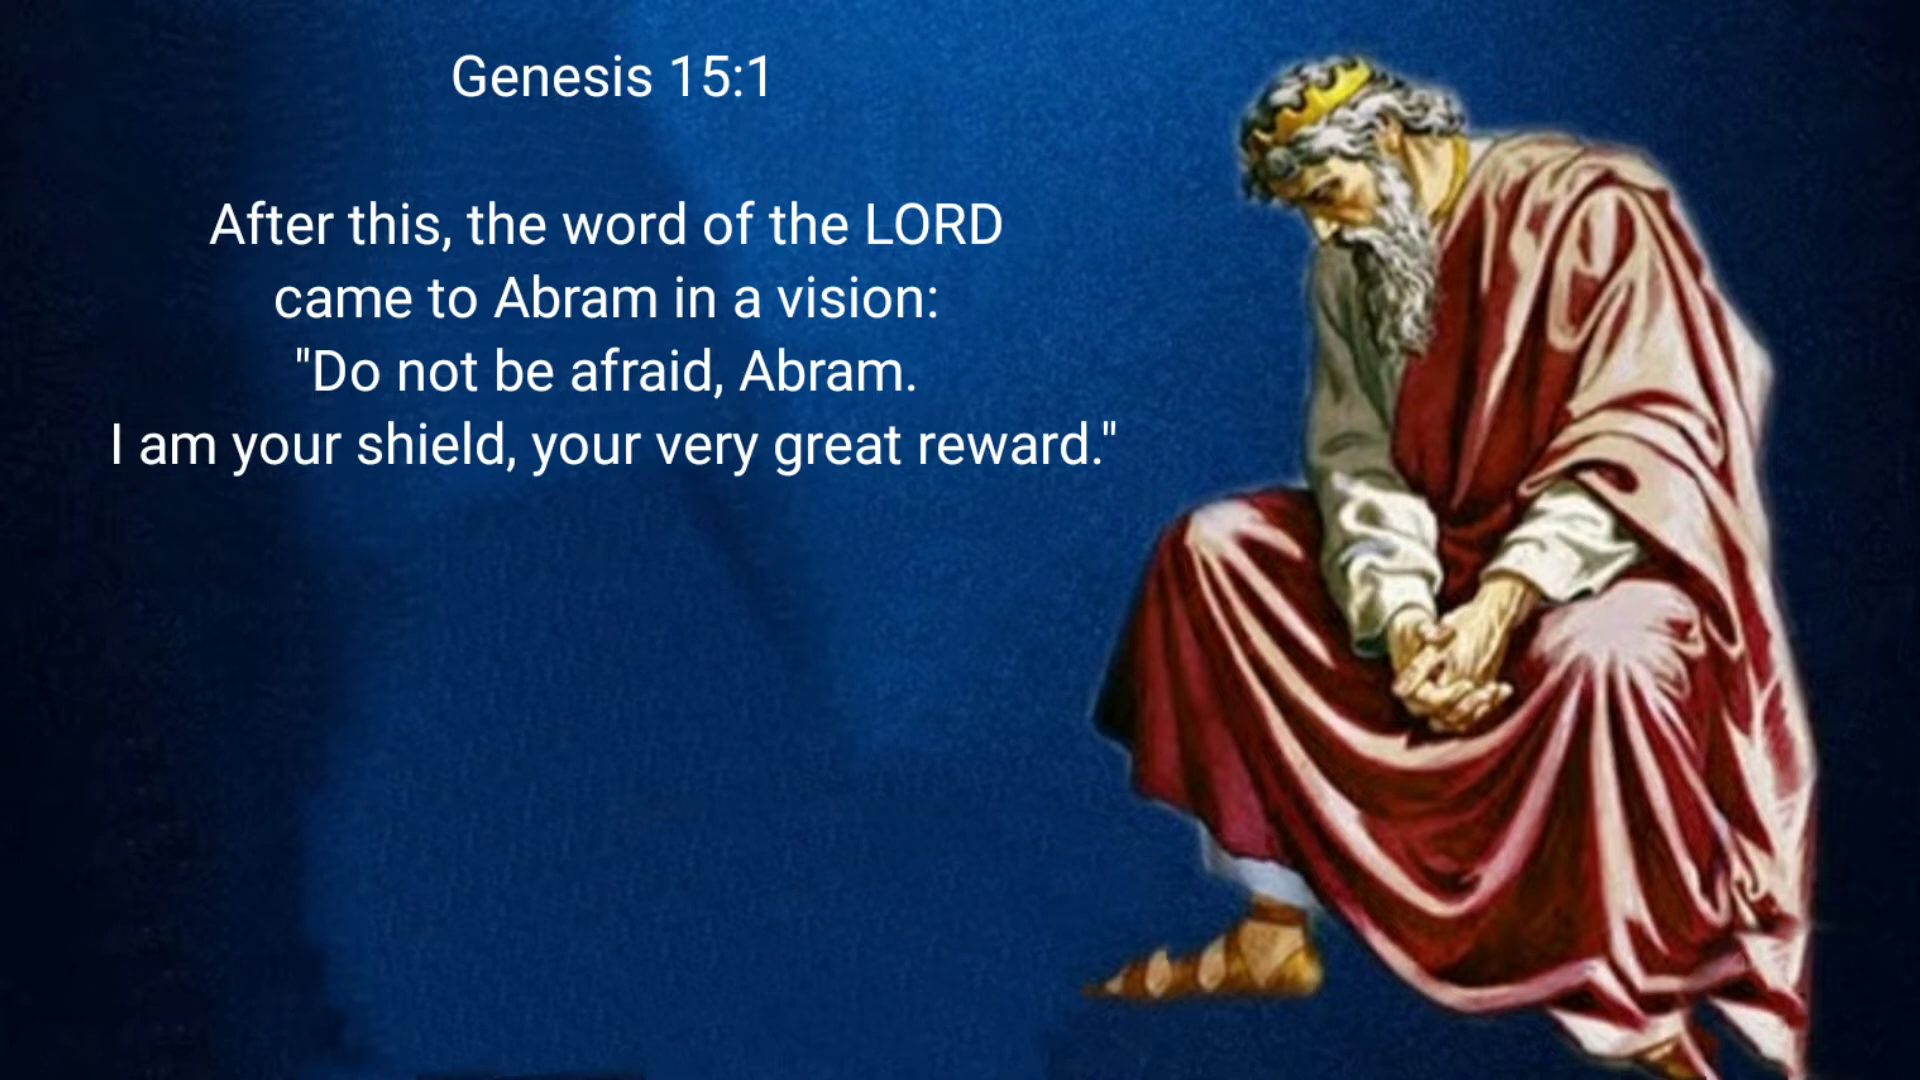 Genesis 15:1
After this, the word of the LORD
came to Abram in a vision:
"Do not be afraid, Abram.
I am your shield, your very great reward."